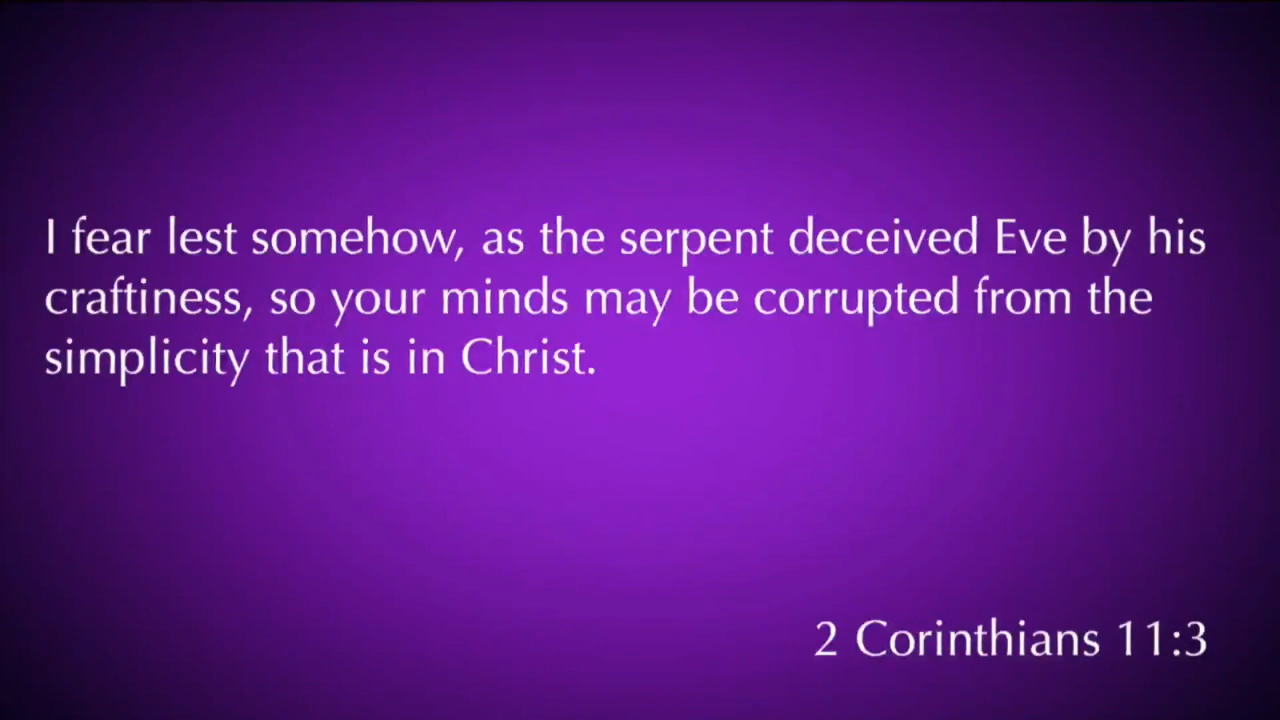 I fear lest somehow, as the serpent deceived Eve by his
craftiness, so your minds may be corrupted from the
simplicity that is in Christ.
2 Corinthians 11:3